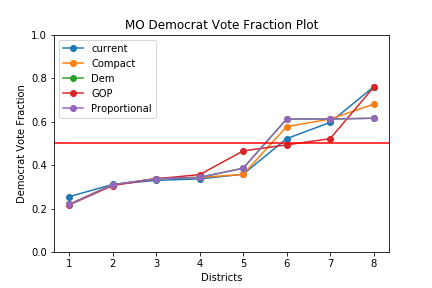 MO Democrat Vote Fraction Plot
1.0
0.8
0.6
0.4
0.2
0.0
Democrat Vote Fraction
current
Compact
Dem
GOP
Proportional
1 2 3 4 5 6 7 8
Districts